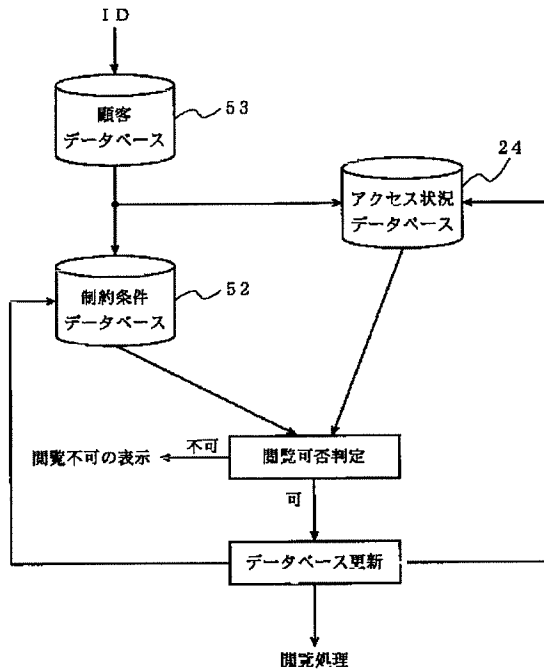 ＩＤ
顧客
データベース
５３
２４
アクセス状況
データベース
制約条件
データベース
５２
不可
閲覧不可の表示
閲覧可否判定
可
データベース更新
閲覧処理